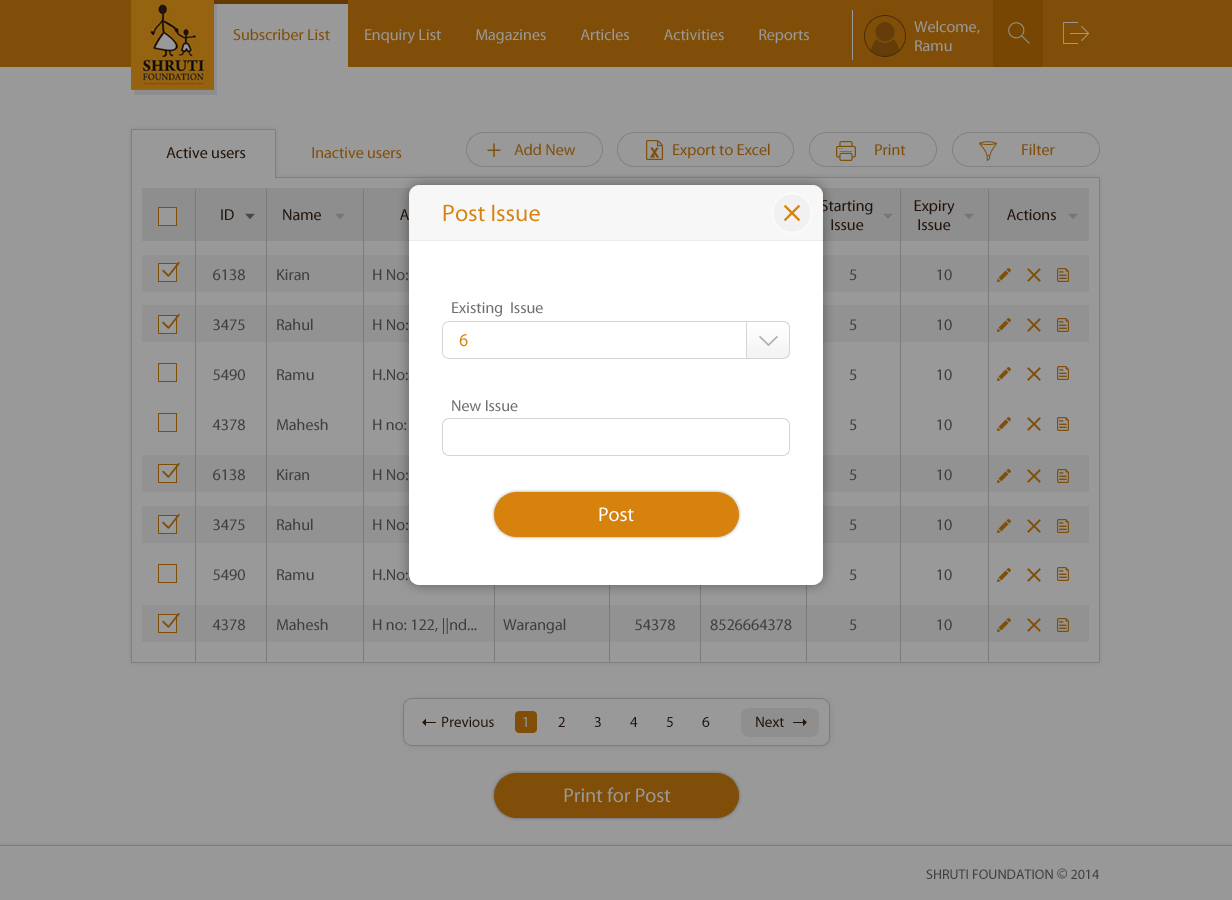 SHRUTI
FOUNDATION
Subscriber List
Enquiry List
Magazines
Articles
Activities
Reports
Welcome,
Ramu
Active users
Inactive users
Add New
Export to Excel
Print
Filter
ID
Name
A
Starting
Issue
Expiry
Issue
Actions
Post Issue
Existing Issue
6
New Issue
Post
6138 Kiran H No: 5 10
3475 Rahul H No: 5 10
5490 Ramu H.No: 5 10
4378 Mahesh H no: 5 10
6138 Kiran H No: 5 10
3475 Rahul H No: 5 10
5490 Ramu H.No: 5 10
4378 Mahesh H no: 122, ||nd... Warangal 54378 8526664378 5 10
Previous 1 2 3 4 5 6 Next
Print for Post
SHRUTI FOUNDATION © 2014